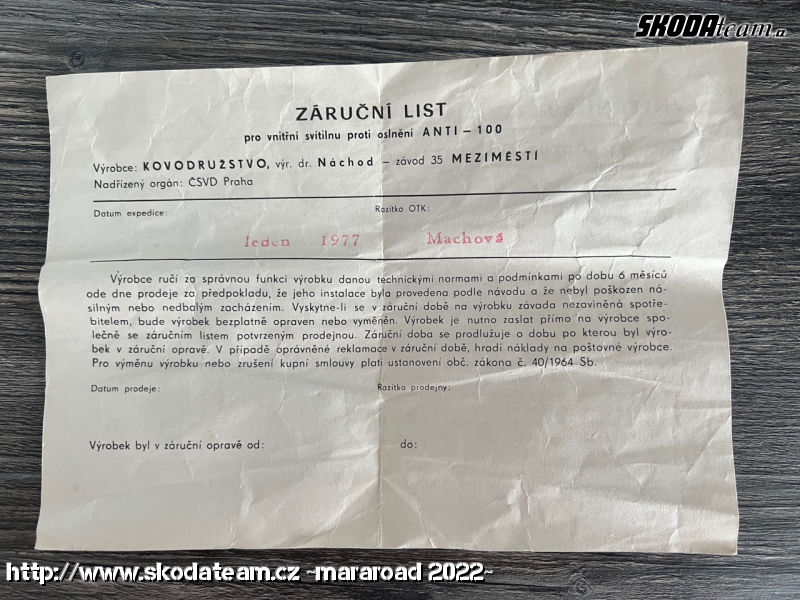 SKODAteam.cz
ZÁRUČNÍ LIST
pro vnitřní svítilnu proti oslnění ANTI – 100
Výrobce: KOVODRUŽSTVO, výr. dr. Náchod – závod 35 MEZIMĚSTÍ
Nadřízený orgán: ČSVD Praha
Datum expedice: Razítko OTK:
leden 1977 Machová
Výrobce ručí za správnou funkci výrobku danou technickými normami a podmínkami po dobu 6 měsíců
ode dne prodeje za předpokladu, že jeho instalace byla provedena podle návodu a že nebyl poškozen ná-
silným nebo nedbalým zacházením. Vyskytne-li se v záruční době na výrobku závada nezaviněná spotře-
bitelem, bude výrobek bezplatně opraven nebo vyměněn. Výrobek je nutno zaslat přímo na výrobce spo-
lečně se záručním listem potvrzeným prodejnou. Záruční doba se prodlužuje o dobu po kterou byl výro-
bek v záruční opravě. V případě oprávněné reklamace v záruční době, hradí náklady na poštovné výrobce.
Pro výměnu výrobku nebo zrušení kupní smlouvy platí ustanovení obč. zákona č. 40/1964 Sb.
Datum prodeje: Razítko prodejny:
Výrobek byl v záruční opravě od: do:
http://www.skodateam.cz ~mararoad 2022~